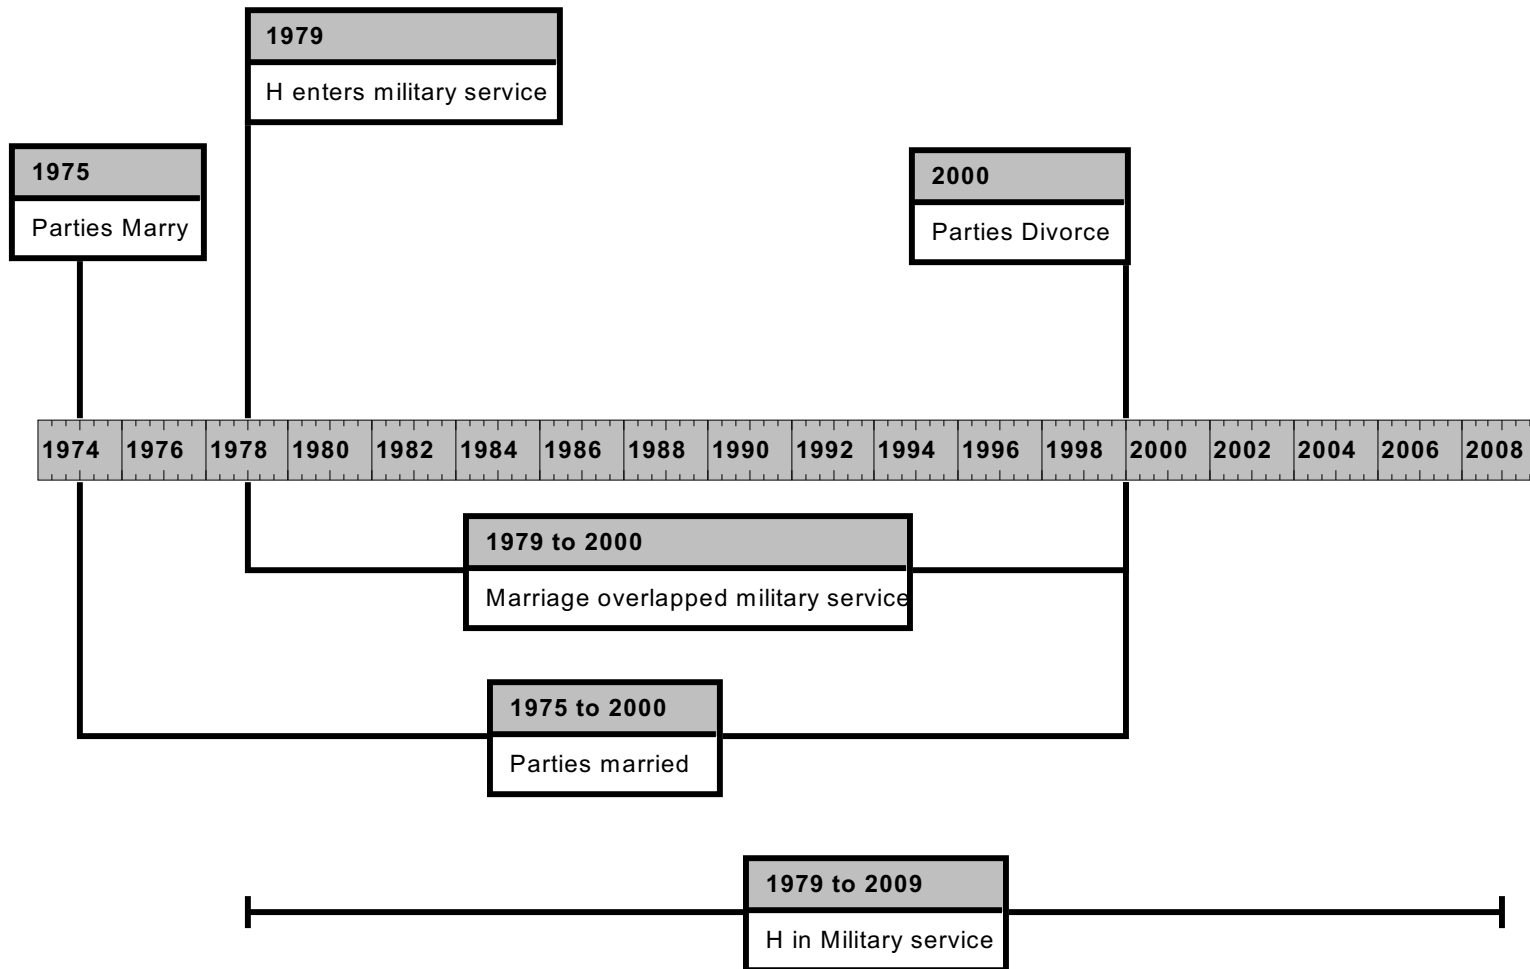 1979
H enters military service
1975
Parties Marry
2000
Parties Divorce
1974 1976 1978 1980 1982 1984 1986 1988 1990 1992 1994 1996 1998 2000 2002 2004 2006 2008
1979 to 2000
Marriage overlapped military service
1975 to 2000
Parties married
1979 to 2009
H in Military service